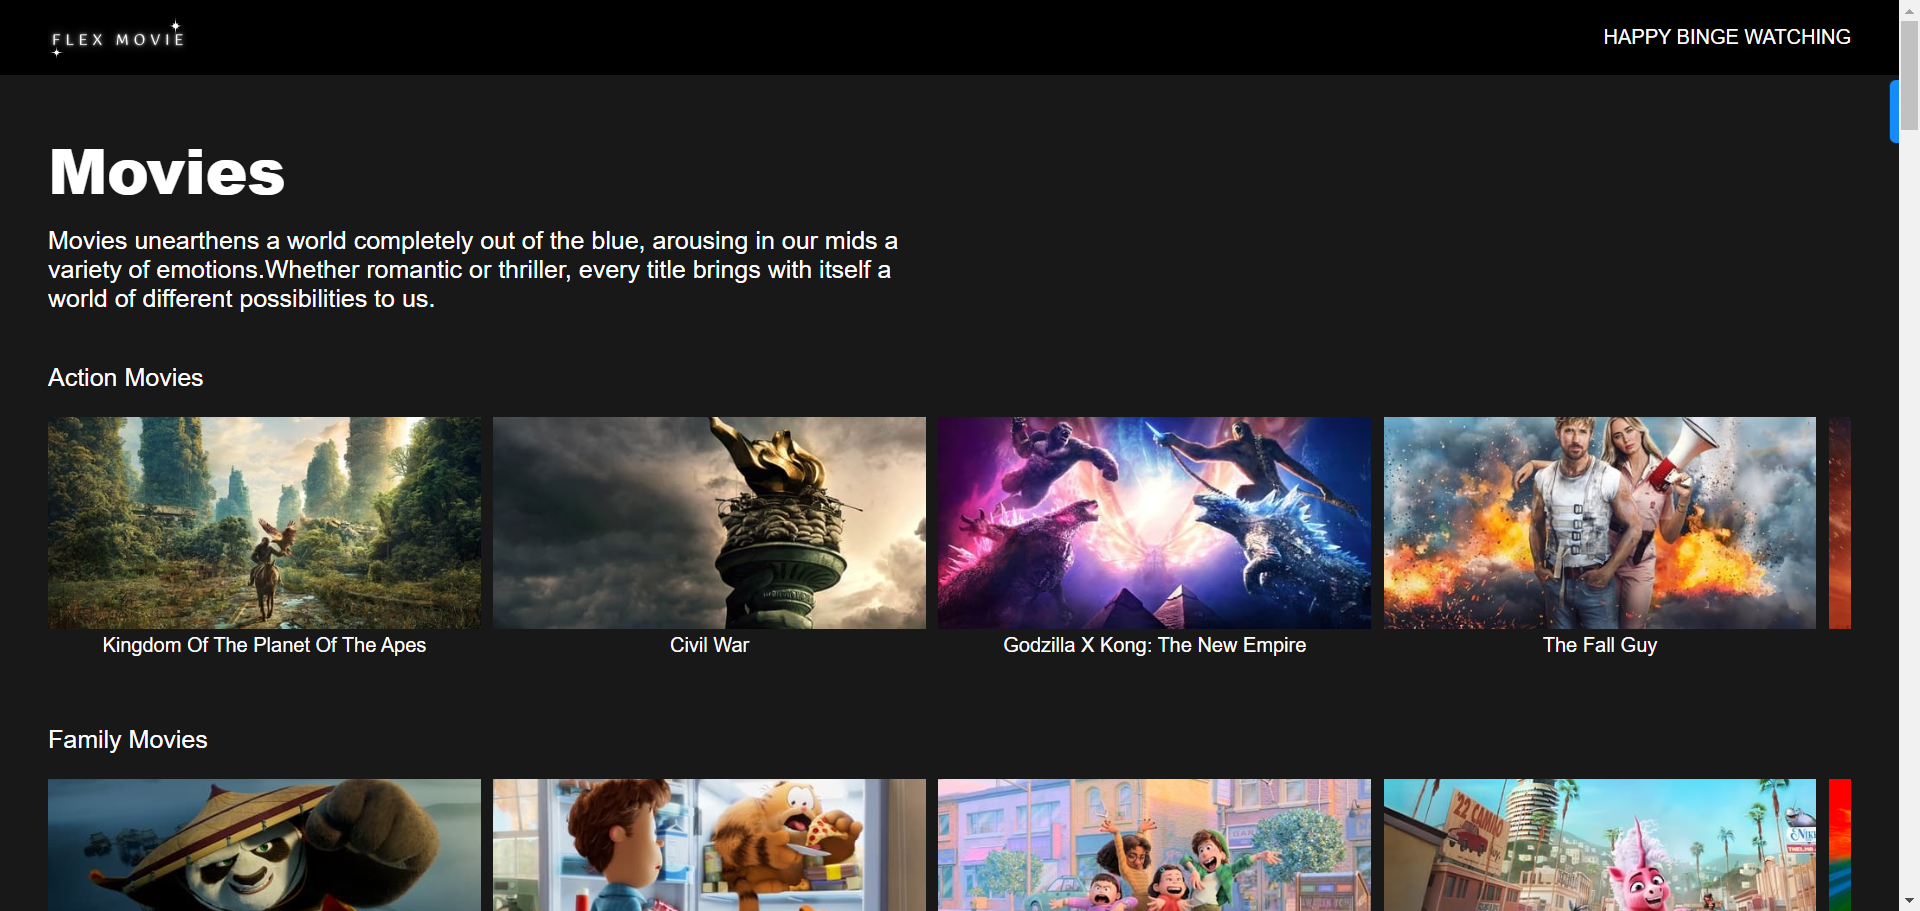 FLEX MOVIE
HAPPY BINGE WATCHING
Movies
Movies unearthens a world completely out of the blue, arousing in our mids a
variety of emotions.Whether romantic or thriller, every title brings with itself a
world of different possibilities to us.
Action Movies
Kingdom Of The Planet Of The Apes
Civil War
Godzilla X Kong: The New Empire
The Fall Guy
Family Movies